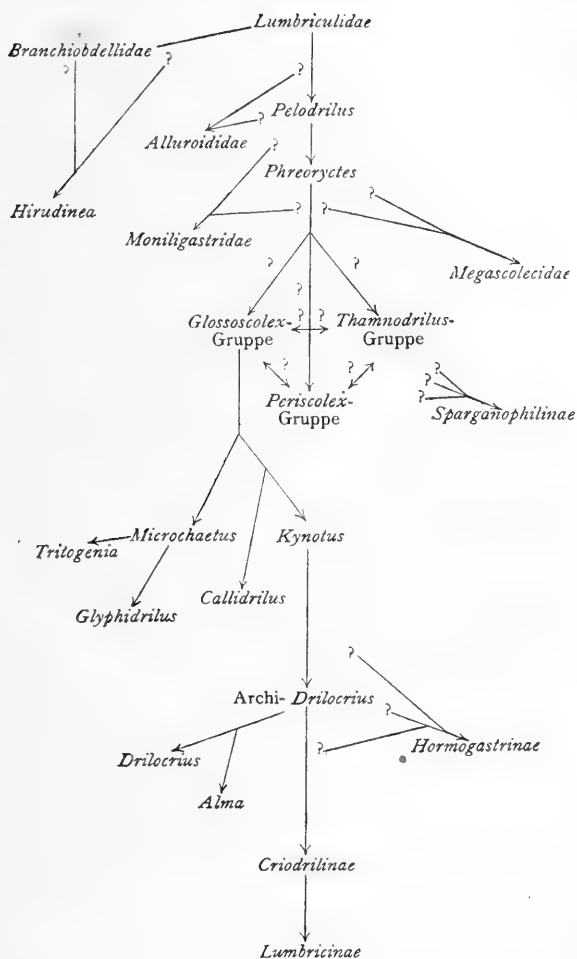 Lumbriculidae
Branchiobdellidae
?
?
?
Pelodrilus
?
Alluroididae
?
Phreoryctes
?
Hirudinea
?
?
Moniligastridae
Megascolecidae
?
?
?
Glossoscolex-
Gruppe
?
?
Thamnodrilus-
Gruppe
?
?
?
?
?
Periscolex-
Gruppe
Sparganophilinae
Microchaetus
Kynotus
Tritogenia
Callidrilus
Glyphidrilus
?
Archi-Drilocrius
?
?
Hormogastrinae
Drilocrius
Alma
Criodrilinae
Lumbricinae